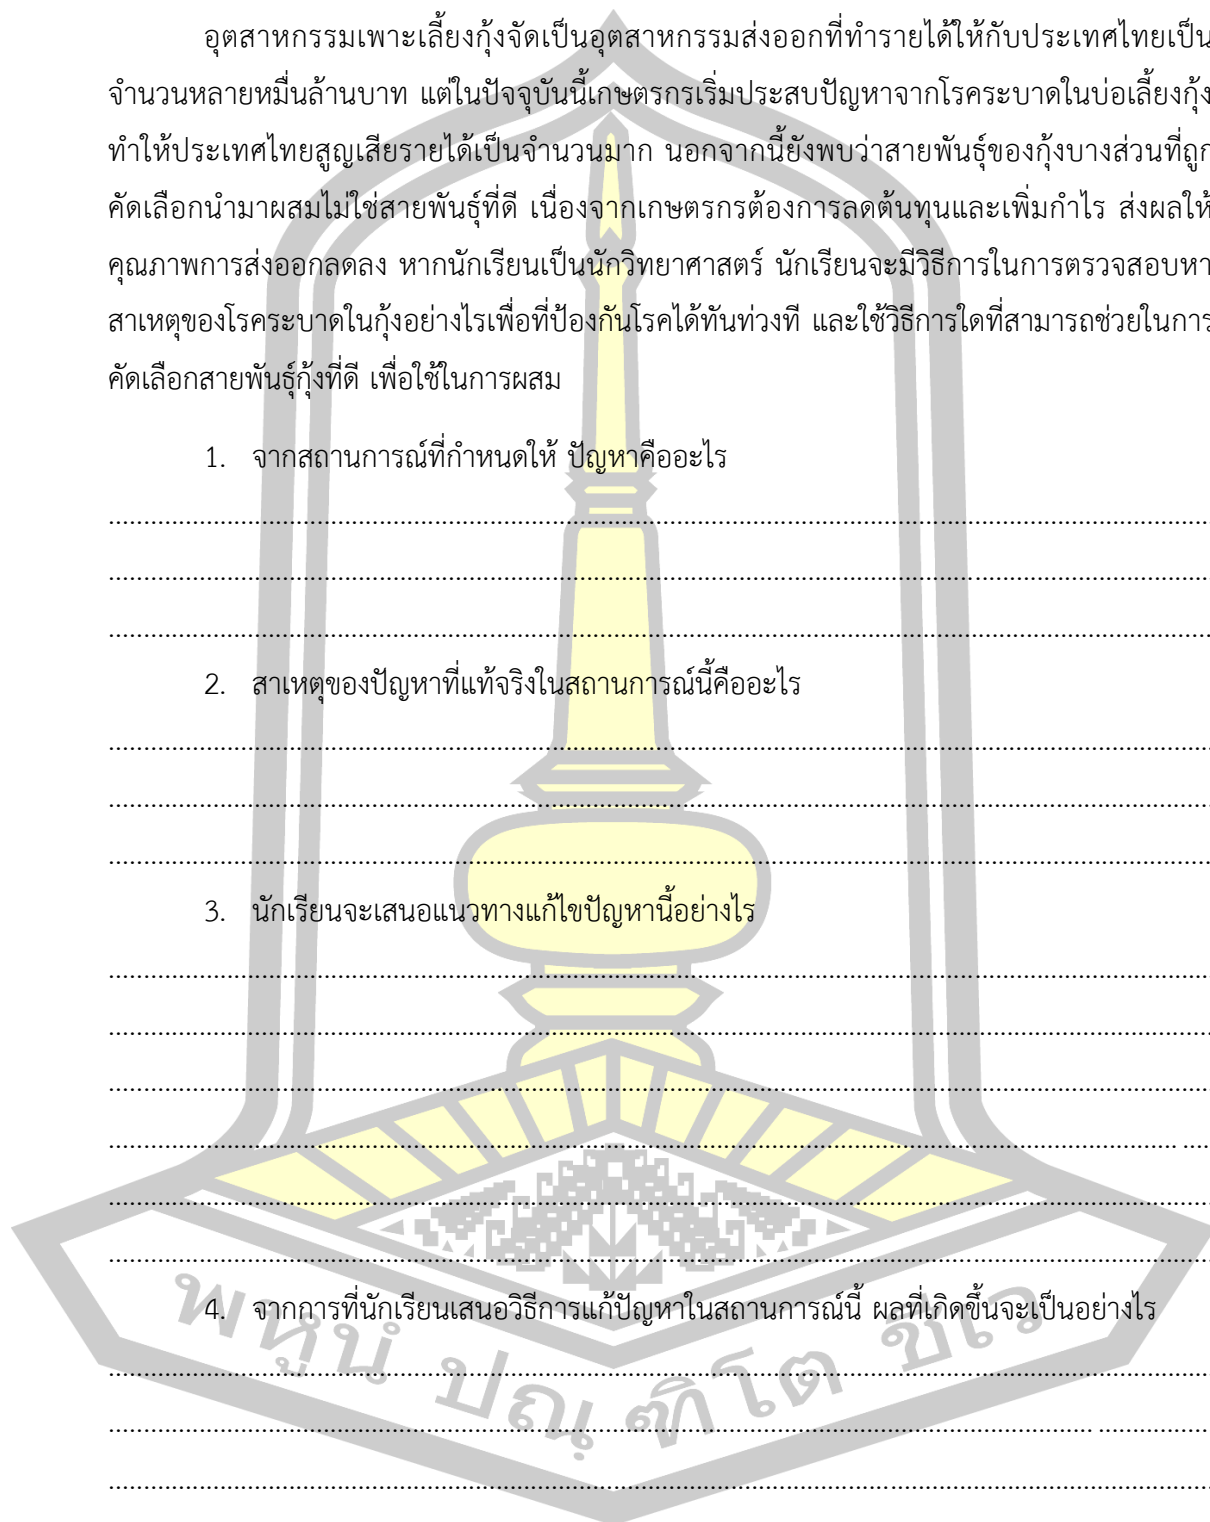 อุตสาหกรรมเพาะเลี้ยงกุ้งจัดเป็นอุตสาหกรรมส่งออกที่ทำรายได้ให้กับประเทศไทยเป็น
จำนวนหลายหมื่นล้านบาท แต่ในปัจจุบันนี้เกษตรกรเริ่มประสบปัญหาจากโรคระบาดในบ่อเลี้ยงกุ้ง
ทำให้ประเทศไทยสูญเสียรายได้เป็นจำนวนมาก นอกจากนี้ยังพบว่าสายพันธุ์ของกุ้งบางส่วนที่ถูก
คัดเลือกนำมาผสมไม่ใช่สายพันธุ์ที่ดี เนื่องจากเกษตรกรต้องการลดต้นทุนและเพิ่มกำไร ส่งผลให้
คุณภาพการส่งออกลดลง หากนักเรียนเป็นนักวิทยาศาสตร์ นักเรียนจะมีวิธีการในการตรวจสอบหา
สาเหตุของโรคระบาดในกุ้งอย่างไรเพื่อที่ป้องกันโรคได้ทันท่วงที และใช้วิธีการใดที่สามารถช่วยในการ
คัดเลือกสายพันธุ์กุ้งที่ดี เพื่อใช้ในการผสม
1. จากสถานการณ์ที่กำหนดให้ ปัญหาคืออะไร
2. สาเหตุของปัญหาที่แท้จริงในสถานการณ์นี้คืออะไร
3. นักเรียนจะเสนอแนวทางแก้ไขปัญหานี้อย่างไร
4. จากการที่นักเรียนเสนอวิธีการแก้ปัญหาในสถานการณ์นี้ ผลที่เกิดขึ้นจะเป็นอย่างไร
พหูนํ ปณฺฑิโต ชีเว